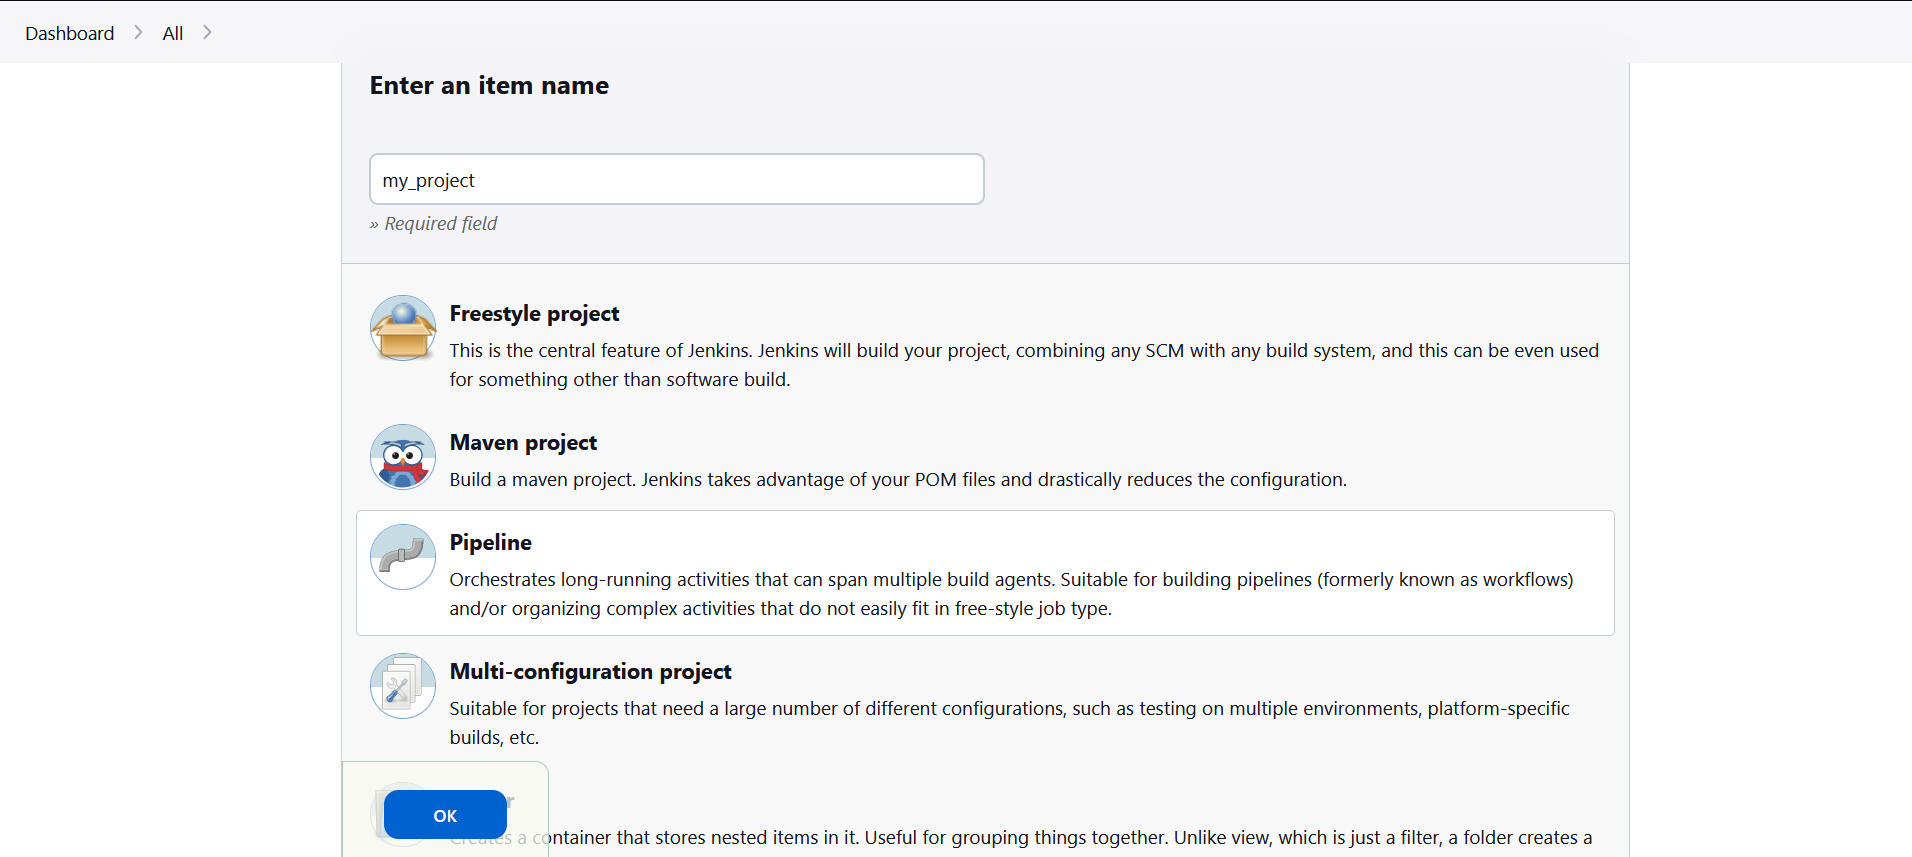 Dashboard
All
Enter an item name
my_project
» Required field
Freestyle project
This is the central feature of Jenkins. Jenkins will build your project, combining any SCM with any build system, and this can be even used
for something other than software build.
Maven project
Build a maven project. Jenkins takes advantage of your POM files and drastically reduces the configuration.
Pipeline
Orchestrates long-running activities that can span multiple build agents. Suitable for building pipelines (formerly known as workflows)
and/or organizing complex activities that do not easily fit in free-style job type.
Multi-configuration project
Suitable for projects that need a large number of different configurations, such as testing on multiple environments, platform-specific
builds, etc.
OK
Creates a container that stores nested items in it. Useful for grouping things together. Unlike view, which is just a filter, a folder creates a